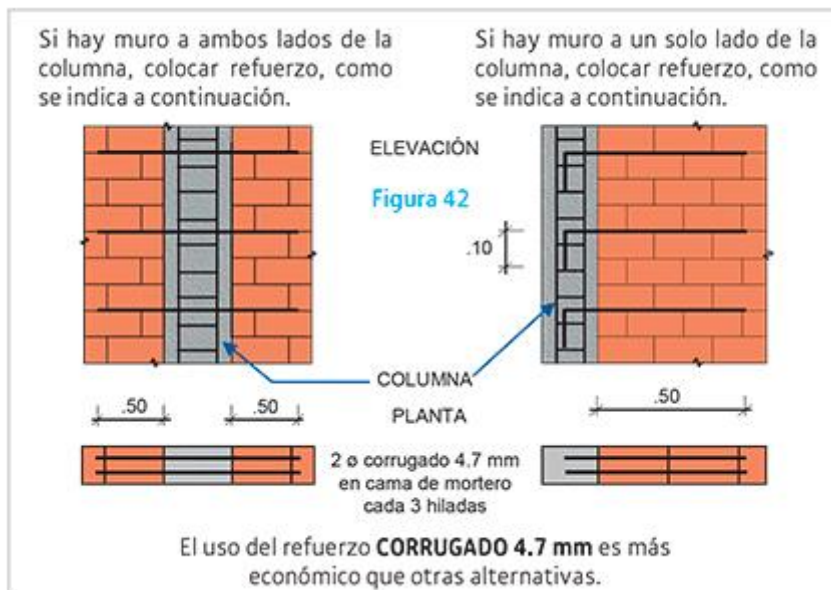 Si hay muro a ambos lados de la
columna, colocar refuerzo, como
se indica a continuación.
Si hay muro a un solo lado de la
columna, colocar refuerzo, como
se indica a continuación.
ELEVACIÓN
Figura 42
.10
COLUMNA
.50
.50
PLANTA
.50
2 ø corrugado 4.7 mm
en cama de mortero
cada 3 hiladas
El uso del refuerzo CORRUGADO 4.7 mm es más
económico que otras alternativas.